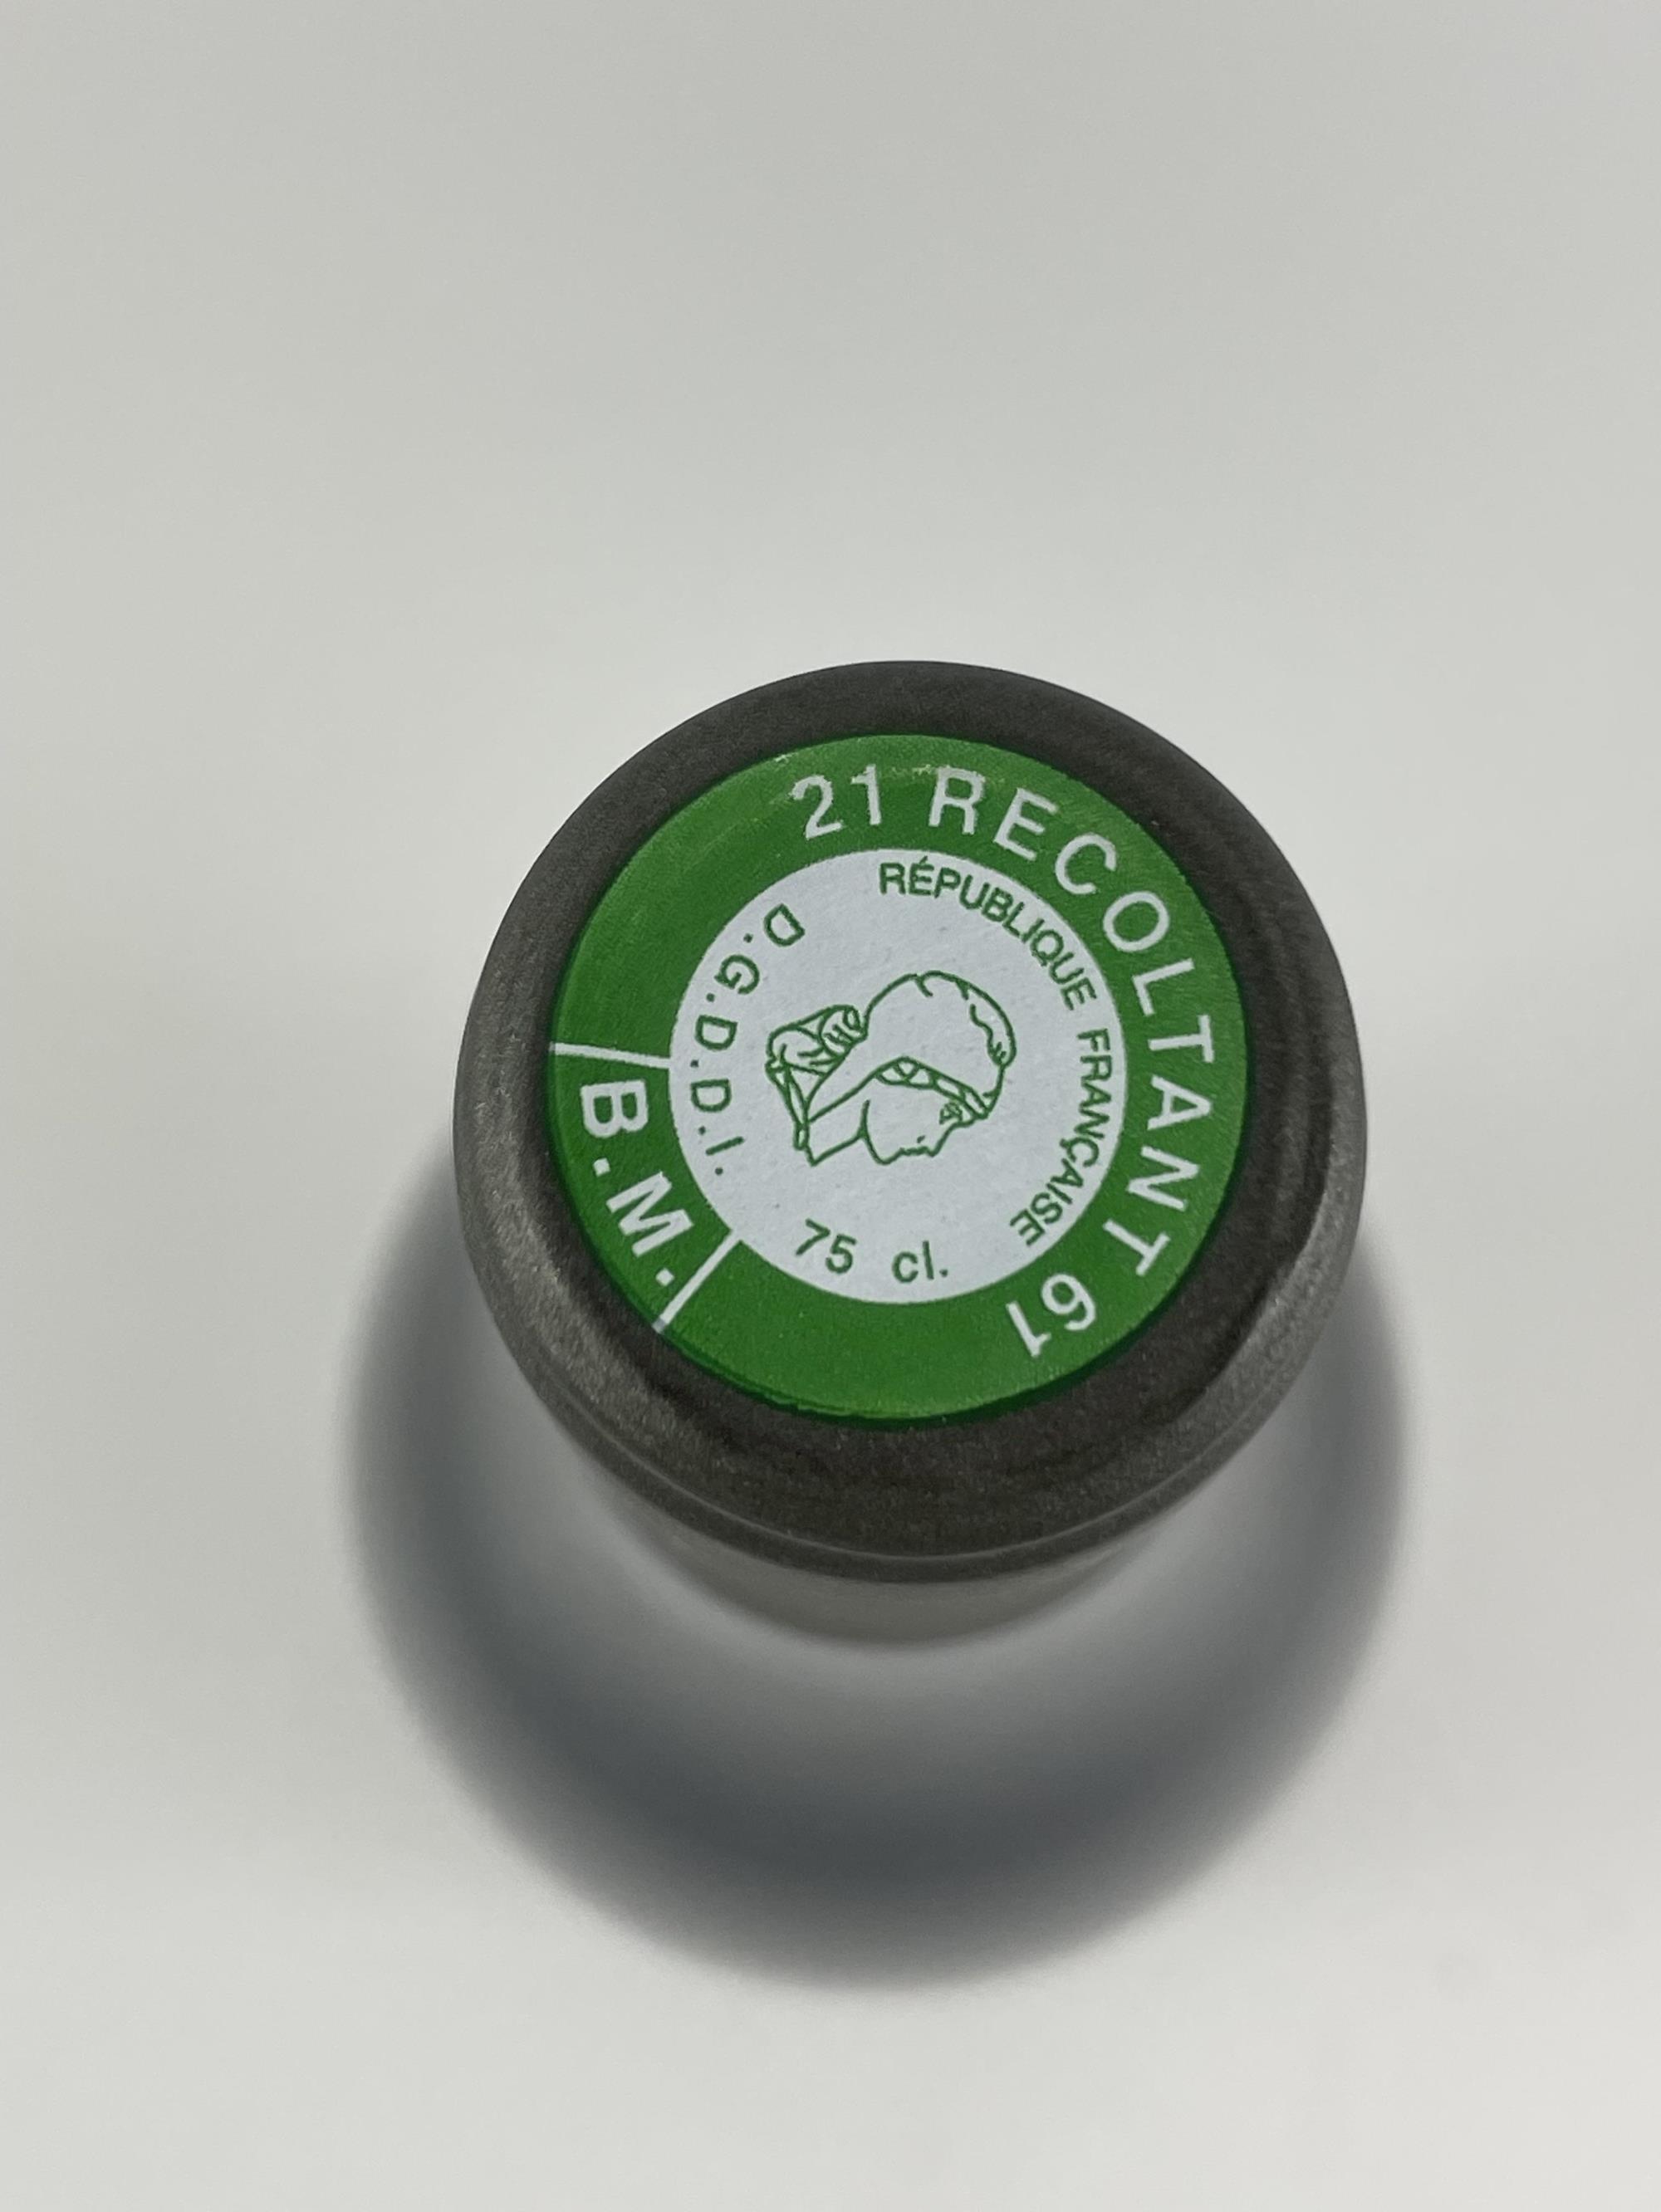 21 RECOLTANT 61
RÉPUBLIQUE FRANÇAISE
D.G.D.D.I.
75 cl.
B.M.